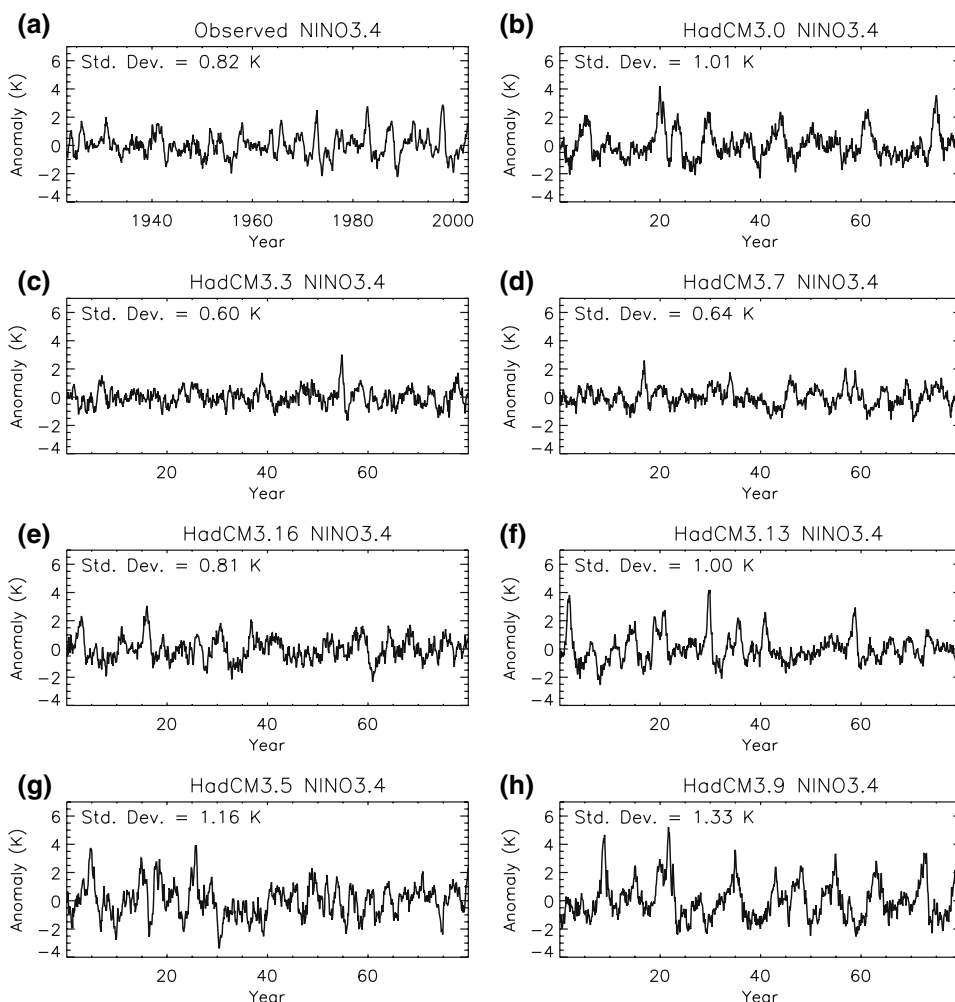 (a) Observed NINO3.4
Std. Dev. = 0.82 K
Anomaly (K)
6
4
2
0
−2
−4
1940 1960 1980 2000
Year
(b) HadCM3.0 NINO3.4
Std. Dev. = 1.01 K
Anomaly (K)
6
4
2
0
−2
−4
20 40 60
Year
(c) HadCM3.3 NINO3.4
Std. Dev. = 0.60 K
Anomaly (K)
6
4
2
0
−2
−4
20 40 60
Year
(d) HadCM3.7 NINO3.4
Std. Dev. = 0.64 K
Anomaly (K)
6
4
2
0
−2
−4
20 40 60
Year
(e) HadCM3.16 NINO3.4
Std. Dev. = 0.81 K
Anomaly (K)
6
4
2
0
−2
−4
20 40 60
Year
(f) HadCM3.13 NINO3.4
Std. Dev. = 1.00 K
Anomaly (K)
6
4
2
0
−2
−4
20 40 60
Year
(g) HadCM3.5 NINO3.4
Std. Dev. = 1.16 K
Anomaly (K)
6
4
2
0
−2
−4
20 40 60
Year
(h) HadCM3.9 NINO3.4
Std. Dev. = 1.33 K
Anomaly (K)
6
4
2
0
−2
−4
20 40 60
Year